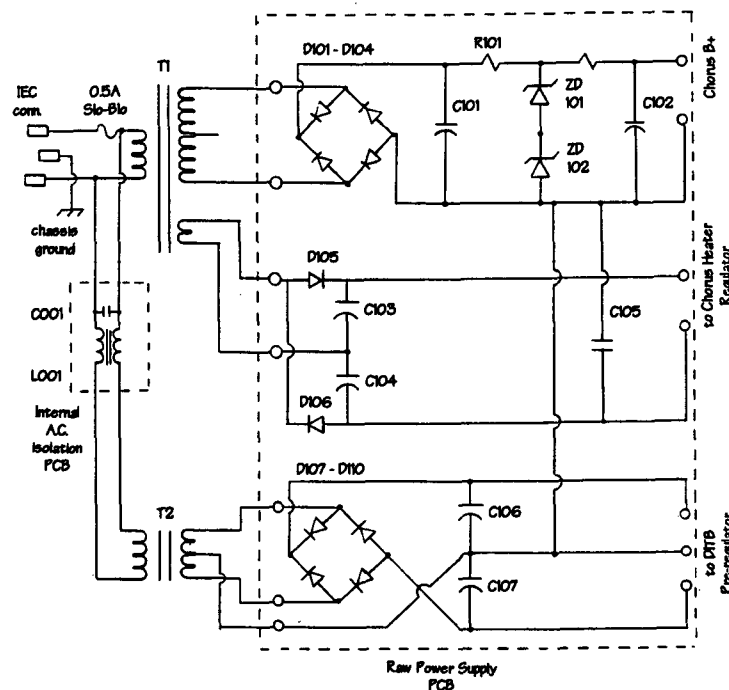 IEC
conn.
0.5A
Slo-Blo
T1
D101 - D104
R101
C101
ZD
101
ZD
102
C102
Chorus B+
chassis
ground
D105
C103
C104
D106
C105
to Chorus Heater
Regulator
C001
L001
Internal
A.C.
Isolation
PCB
T2
D107 - D110
C106
C107
to DITB
Pre-regulator
Raw Power Supply
PCB